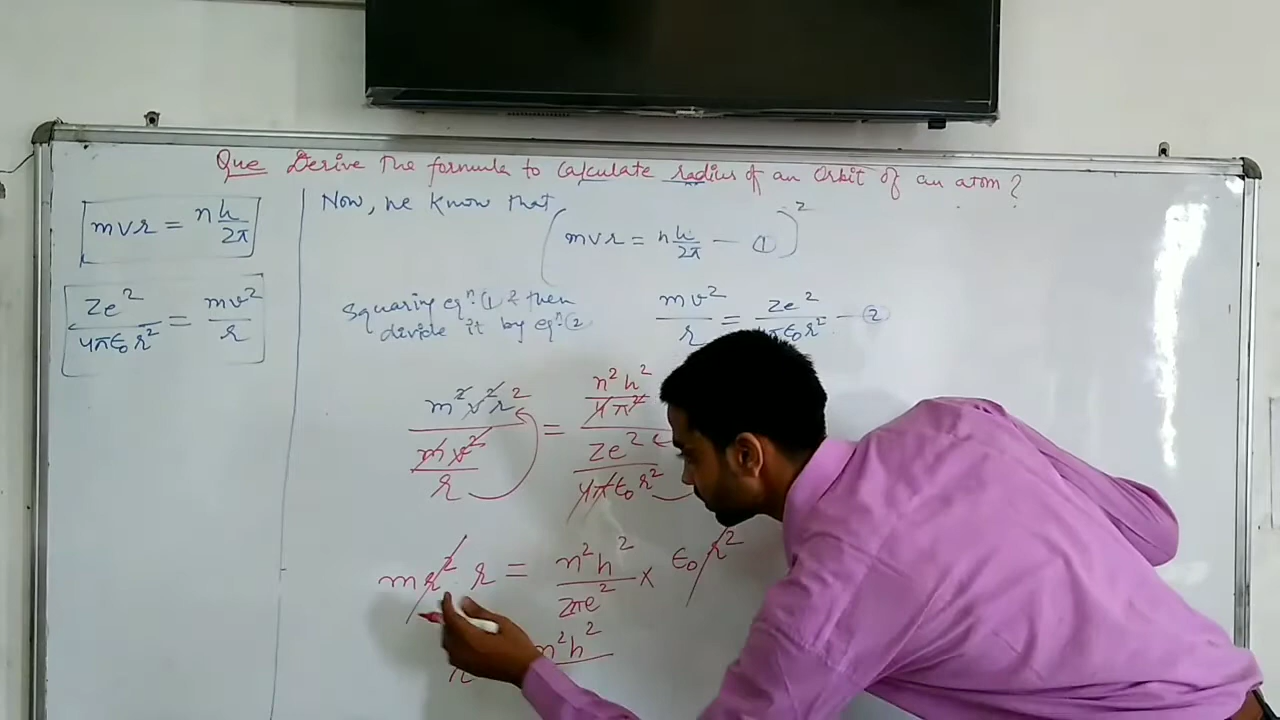 Que Derive The formula to Calculate radius of an Orbit of an atom?
mvr = n h/2π
Ze²/4πε₀r² = mv²/r
Now, we know that
(mvr = n h/2π — ①)²
Squaring eqⁿ. ① & then
divide it by eqⁿ. ②
mv²/r = Ze²/4πε₀r² — ②
m²v²r²/(mv²/r) = (n²h²/4π²)/(Ze²/4πε₀r²)
mr² r = n²h²/Zπe² × ε₀r²
n²h²